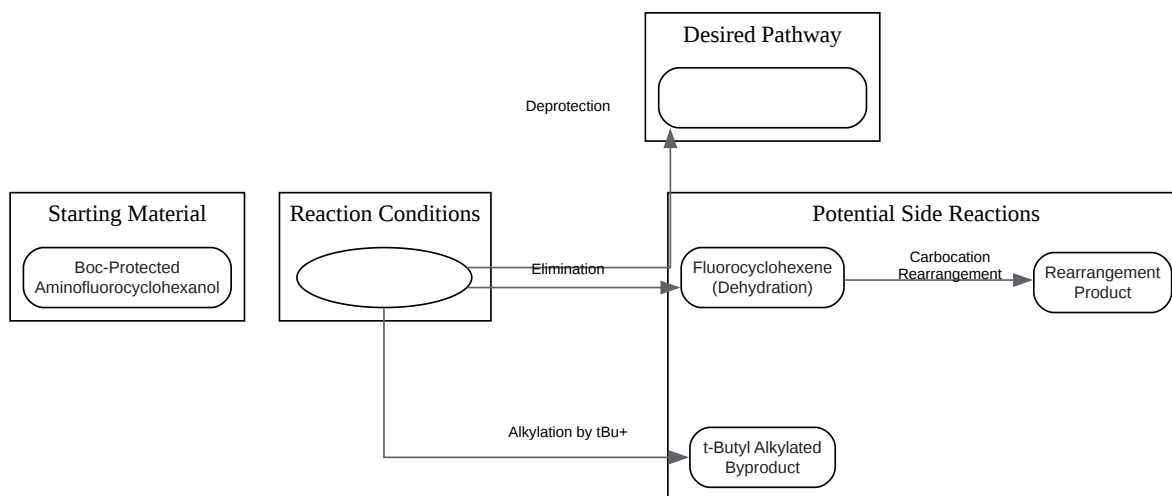 Desired Pathway
Deprotection
Starting Material
Boc-Protected
Aminofluorocyclohexanol
Reaction Conditions
Elimination
Potential Side Reactions
Fluorocyclohexene
(Dehydration)
Carbocation
Rearrangement
Rearrangement
Product
Alkylation by tBu+
t-Butyl Alkylated
Byproduct